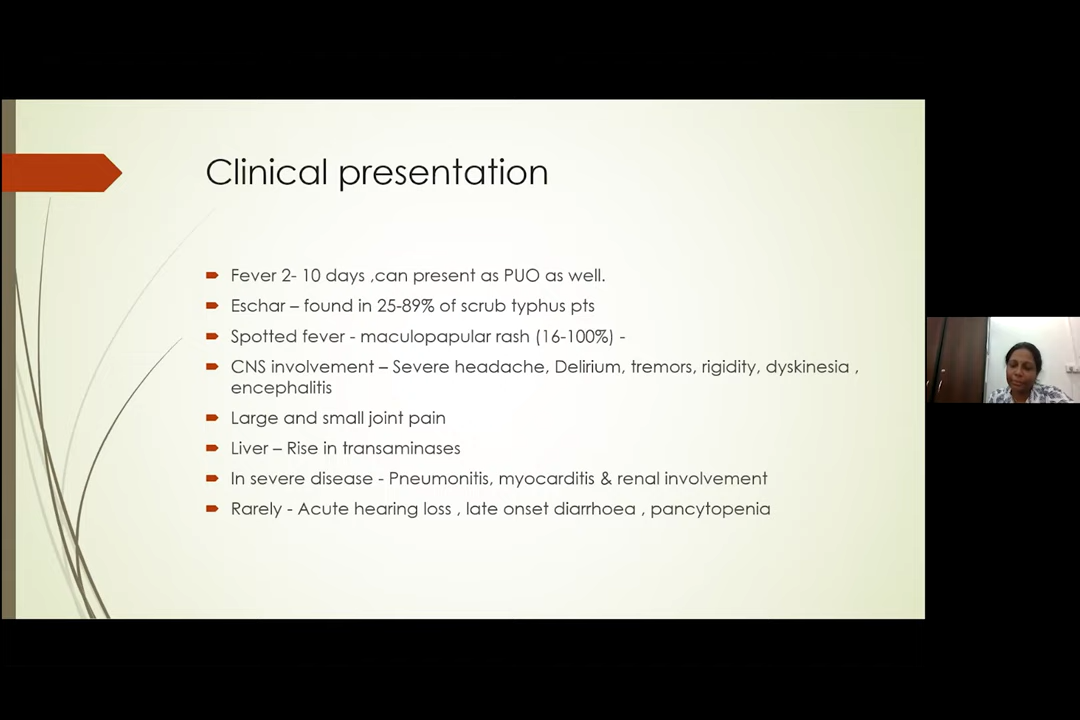 Clinical presentation
Fever 2- 10 days ,can present as PUO as well.
Eschar – found in 25-89% of scrub typhus pts
Spotted fever - maculopapular rash (16-100%) -
CNS involvement – Severe headache, Delirium, tremors, rigidity, dyskinesia ,
encephalitis
Large and small joint pain
Liver – Rise in transaminases
In severe disease - Pneumonitis, myocarditis & renal involvement
Rarely - Acute hearing loss , late onset diarrhoea , pancytopenia